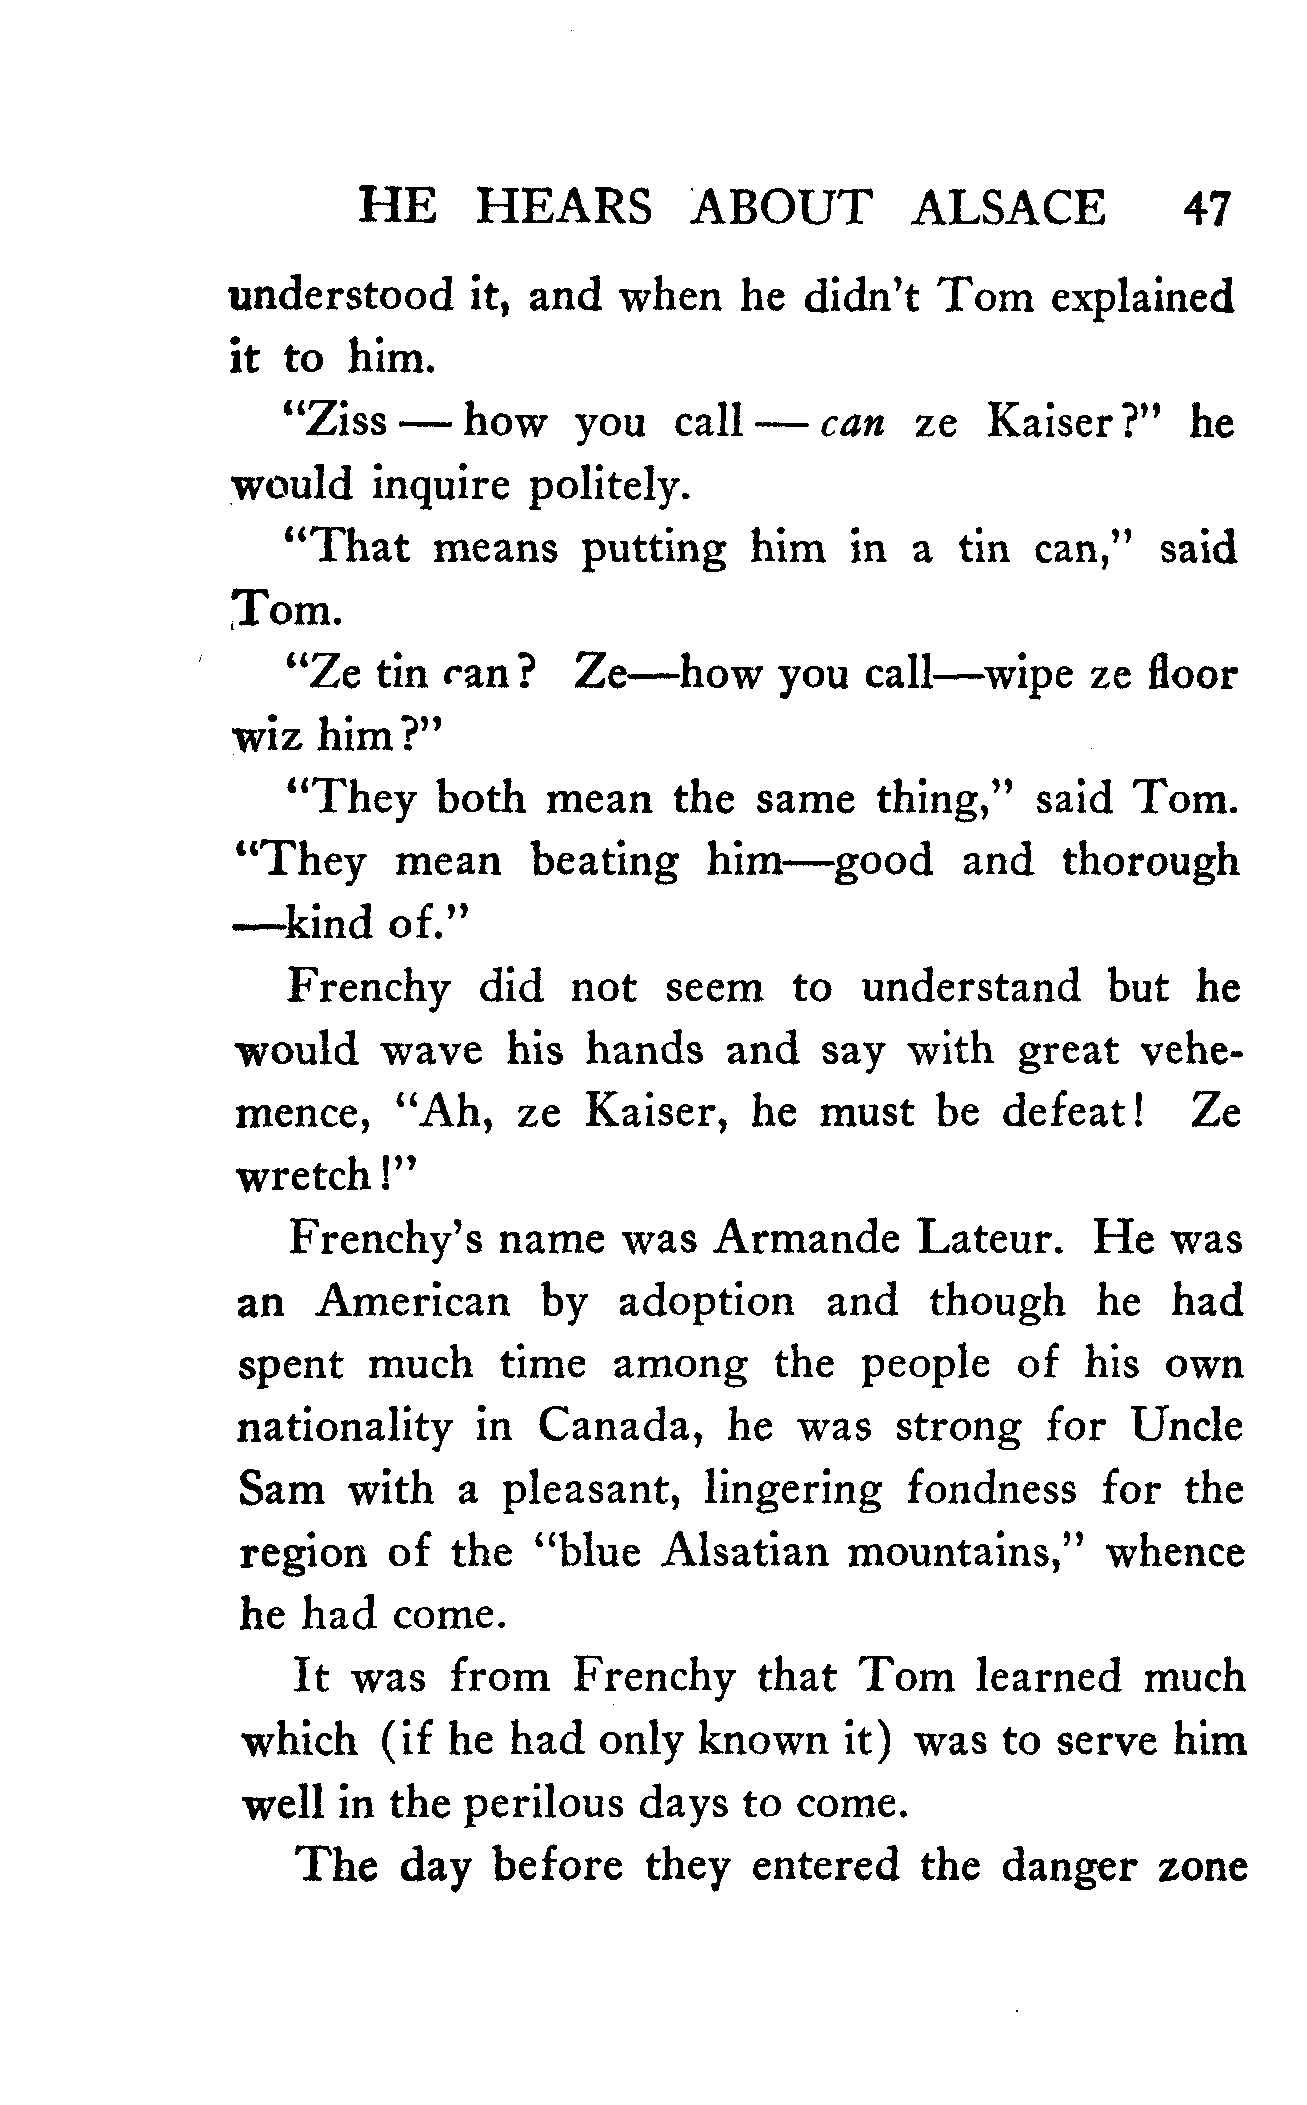 HE HEARS ABOUT ALSACE 47
understood it, and when he didn't Tom explained
it to him.
"Ziss — how you call — can ze Kaiser?" he
would inquire politely.
"That means putting him in a tin can," said
Tom.
"Ze tin can? Ze—how you call—wipe ze floor
wiz him?"
"They both mean the same thing," said Tom.
"They mean beating him—good and thorough
—kind of."
Frenchy did not seem to understand but he
would wave his hands and say with great vehe-
mence, "Ah, ze Kaiser, he must be defeat! Ze
wretch!"
Frenchy's name was Armande Lateur. He was
an American by adoption and though he had
spent much time among the people of his own
nationality in Canada, he was strong for Uncle
Sam with a pleasant, lingering fondness for the
region of the "blue Alsatian mountains," whence
he had come.
It was from Frenchy that Tom learned much
which (if he had only known it) was to serve him
well in the perilous days to come.
The day before they entered the danger zone